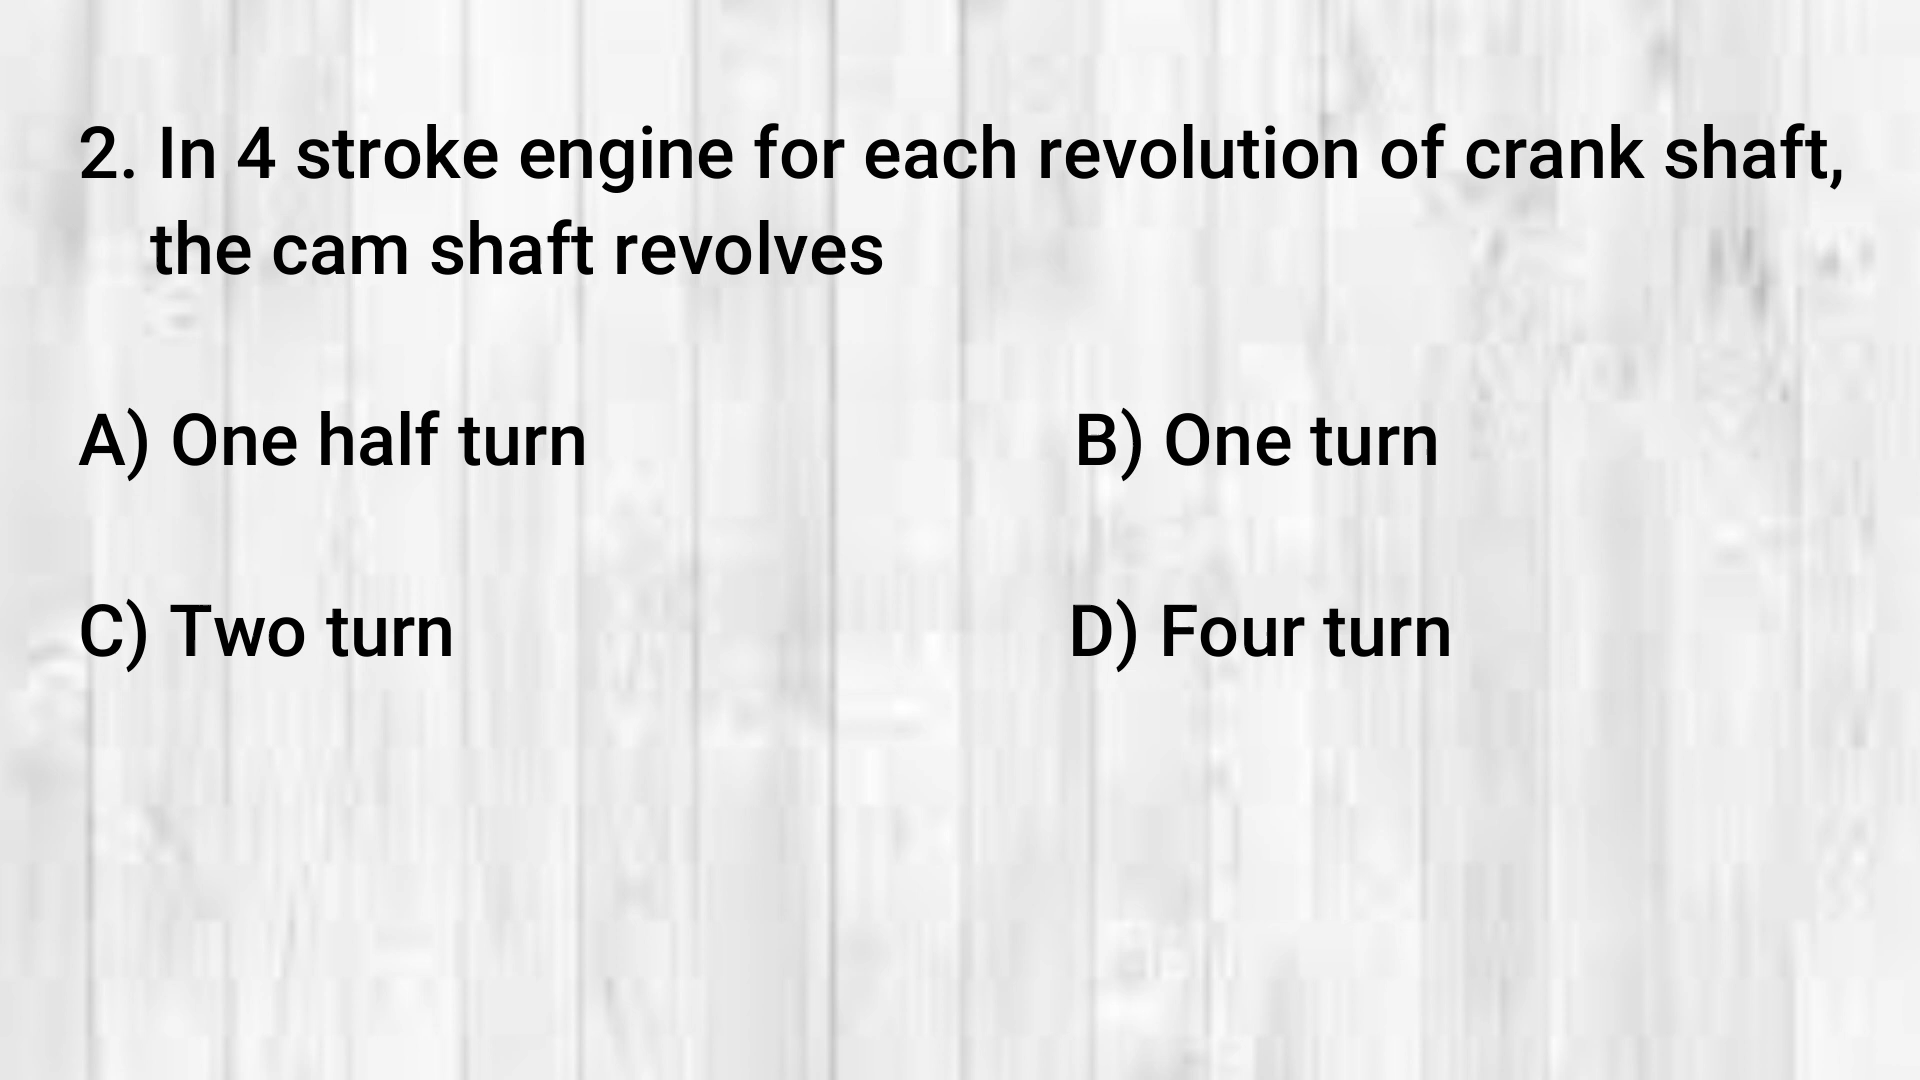 2. In 4 stroke engine for each revolution of crank shaft,
the cam shaft revolves
A) One half turn B) One turn
C) Two turn D) Four turn